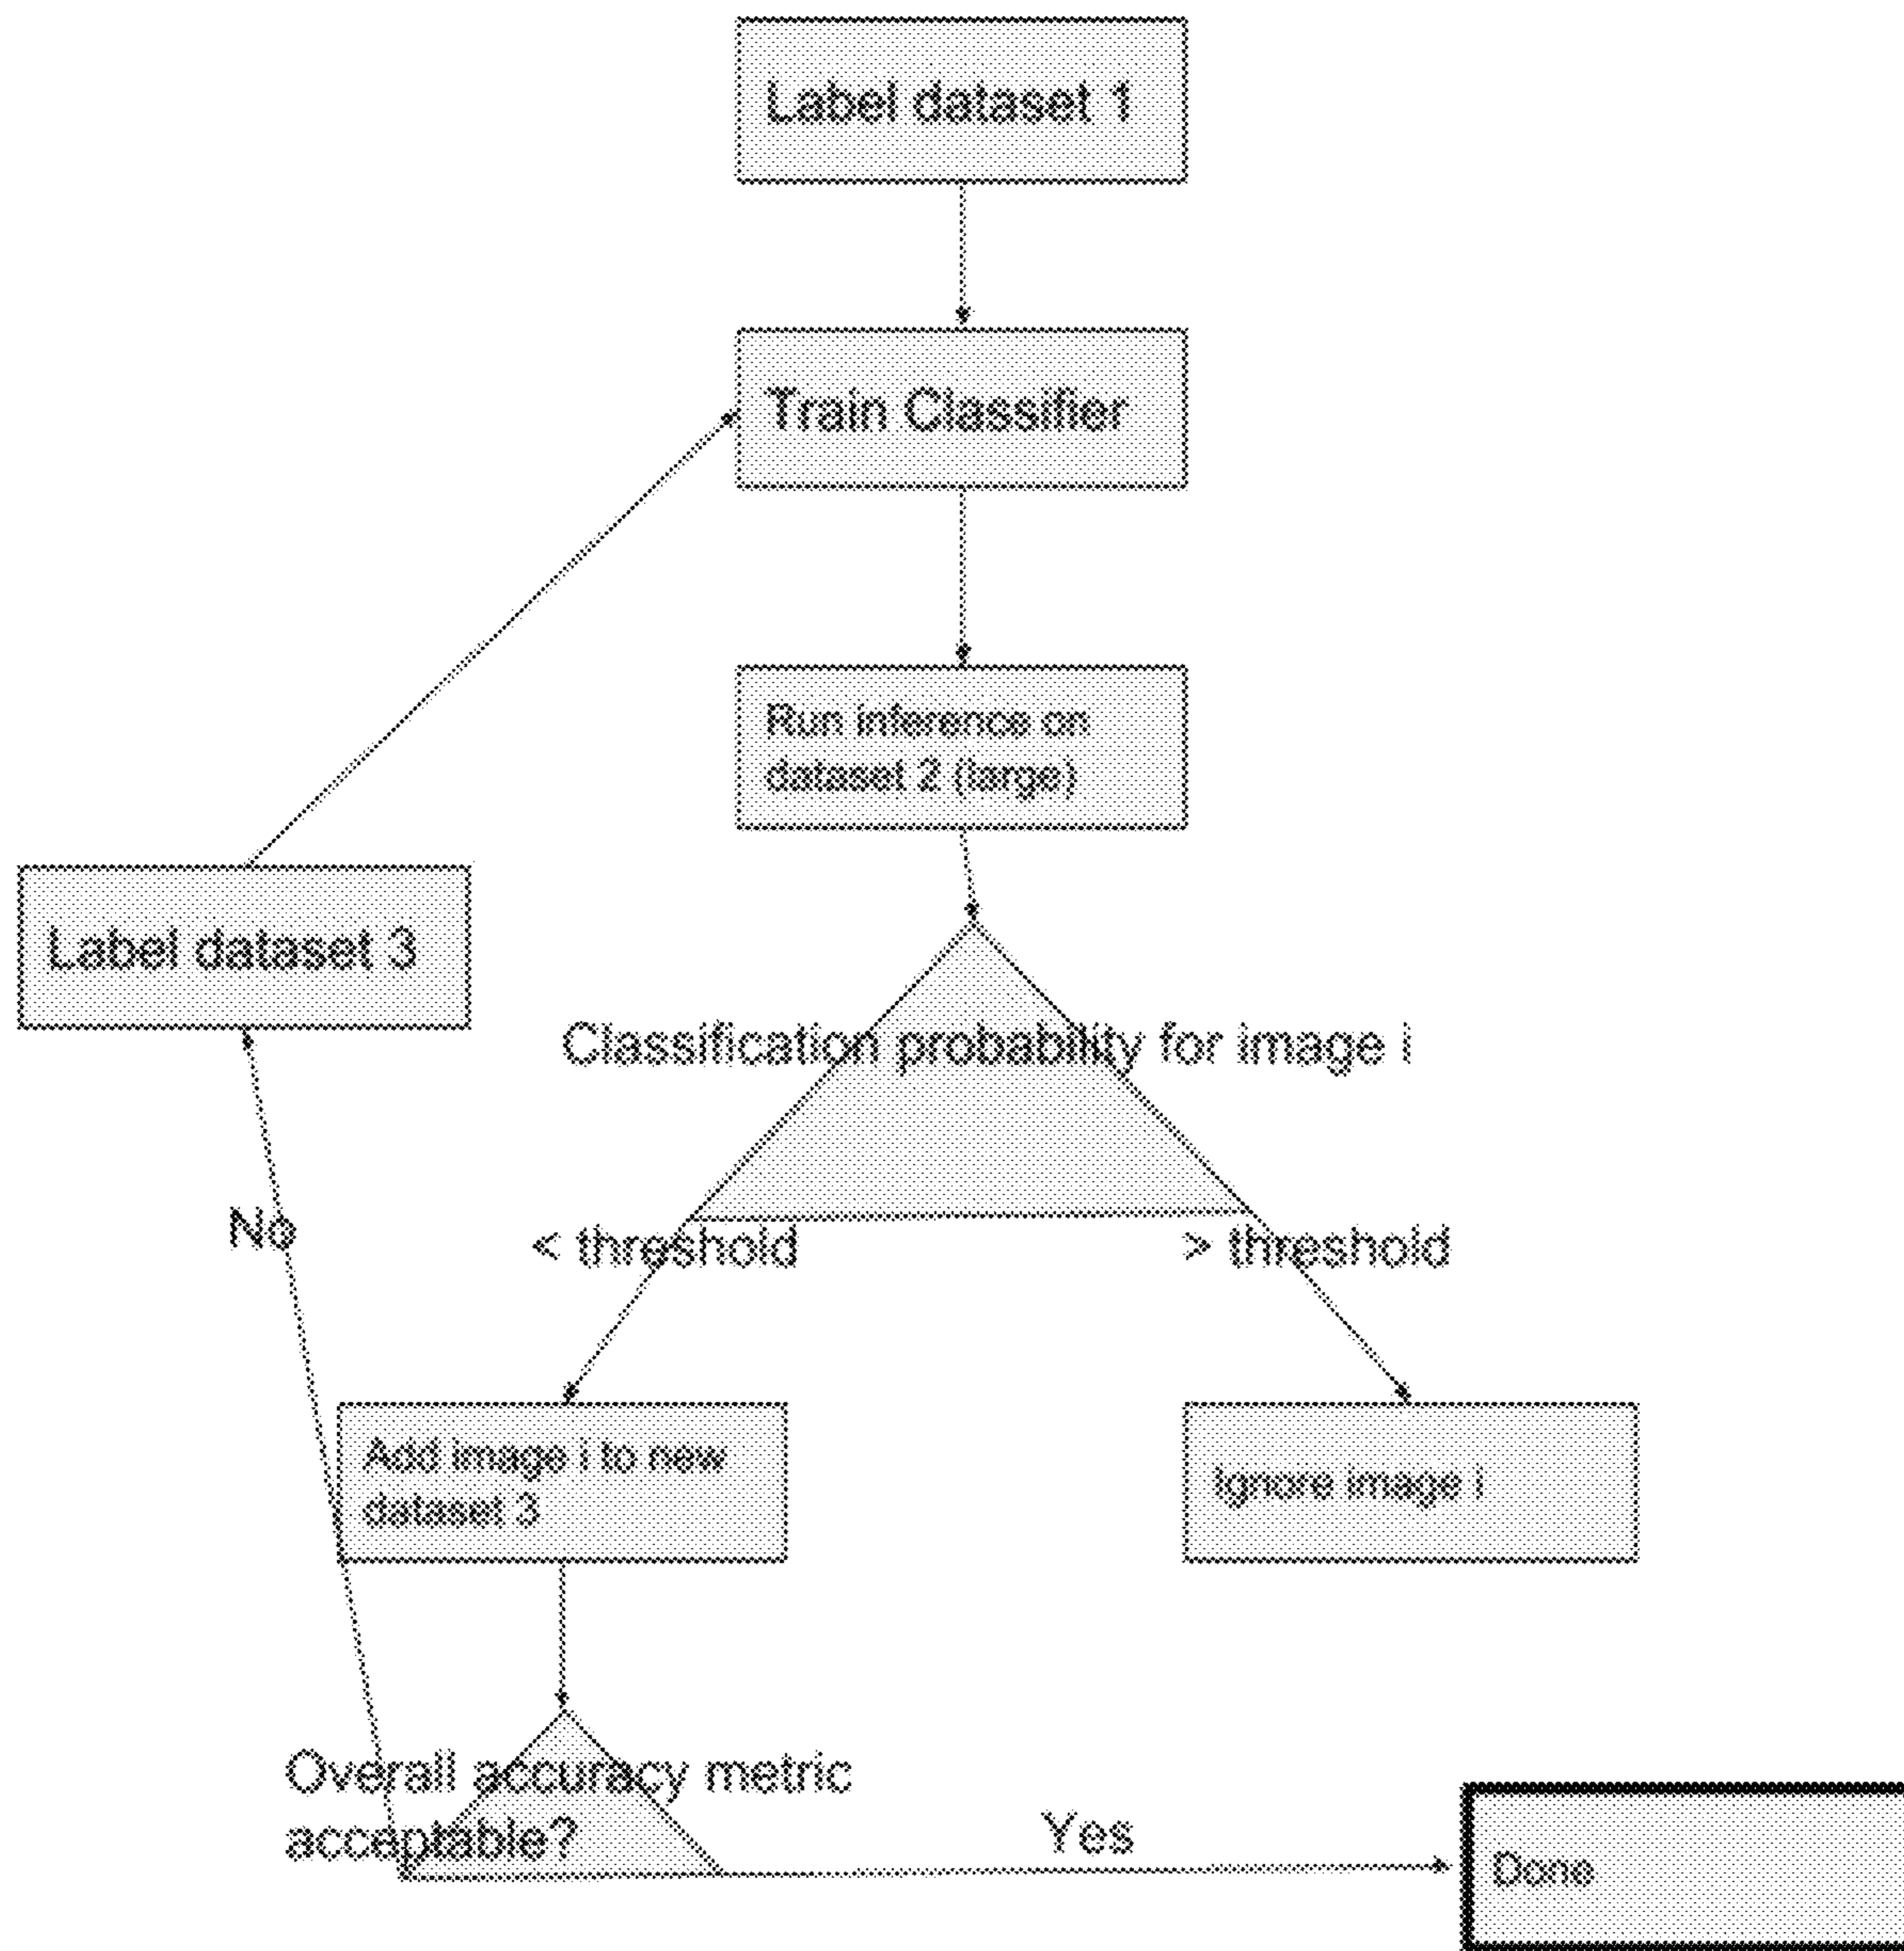 Label dataset 1
Train Classifier
Run inference on
dataset 2 (large)
Label dataset 3
Classification probability for image i
No
< threshold
> threshold
Add image i to new
dataset 3
Ignore image i
Overall accuracy metric
acceptable?
Yes
Done